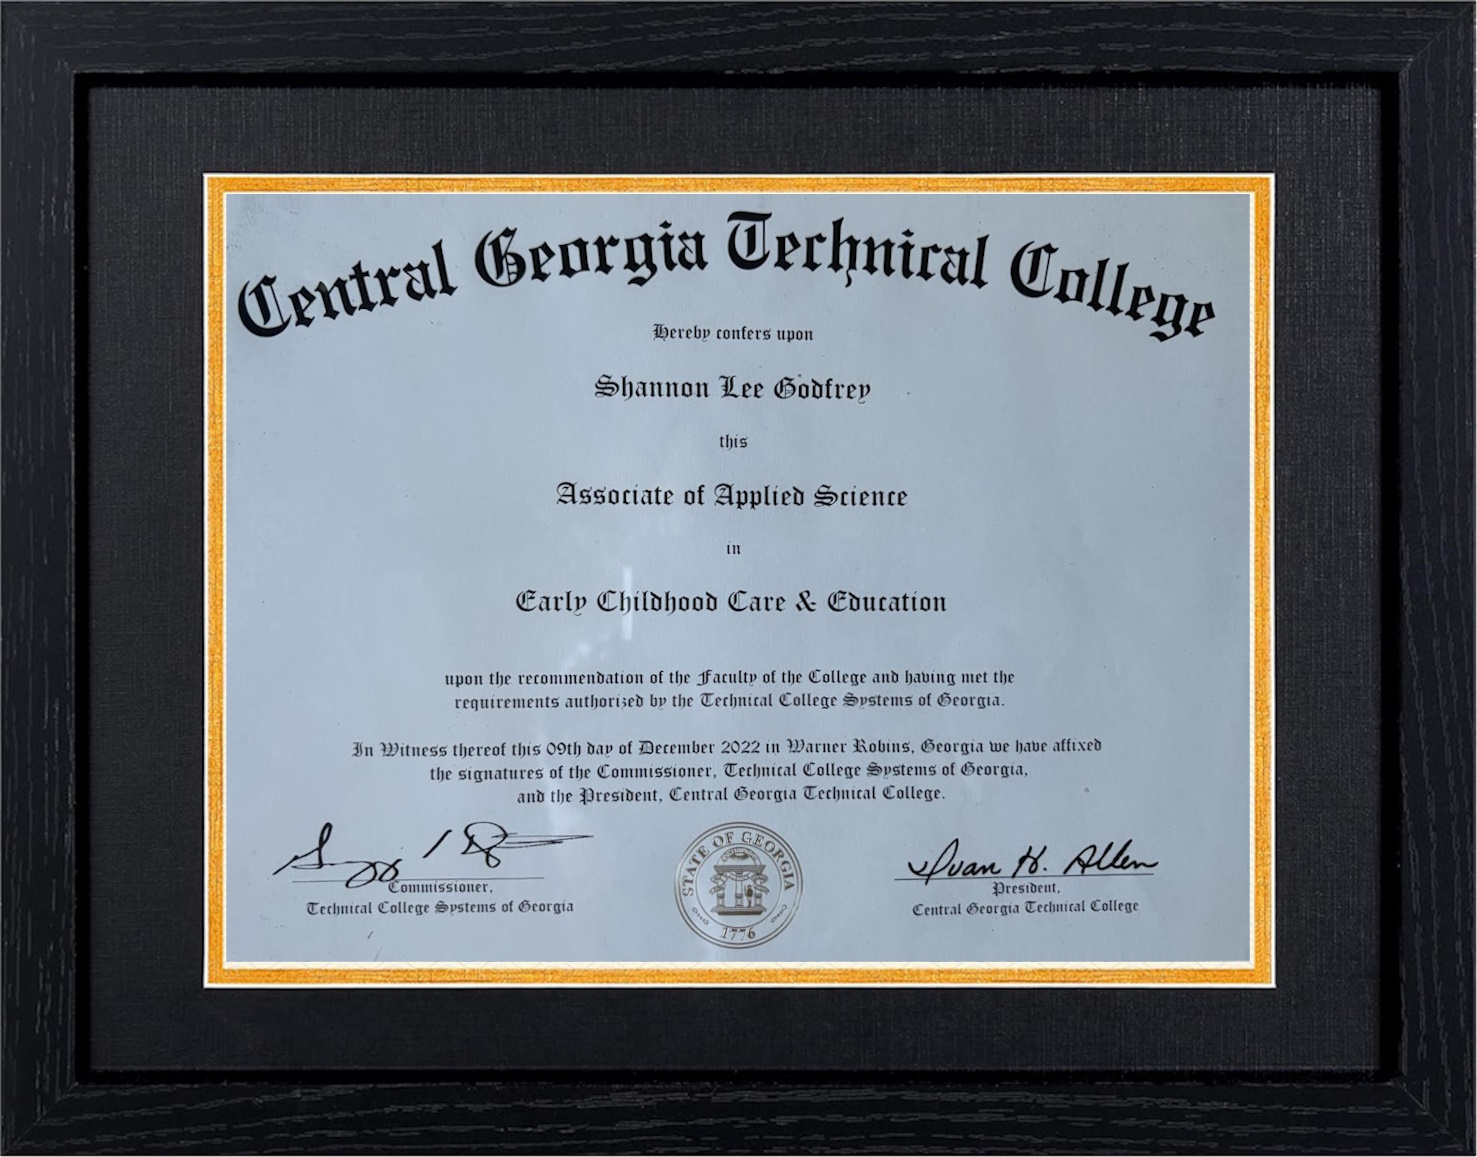 Central Georgia Technical College
Hereby confers upon
Shannon Lee Godfrey
this
Associate of Applied Science
in
Early Childhood Care & Education
upon the recommendation of the Faculty of the College and having met the
requirements authorized by the Technical College Systems of Georgia.
In Witness thereof this 09th day of December 2022 in Warner Robins, Georgia we have affixed
the signatures of the Commissioner, Technical College Systems of Georgia,
and the President, Central Georgia Technical College.
Ivan H. Allen
Commissioner,
Technical College Systems of Georgia
President,
Central Georgia Technical College
STATE OF GEORGIA
1776